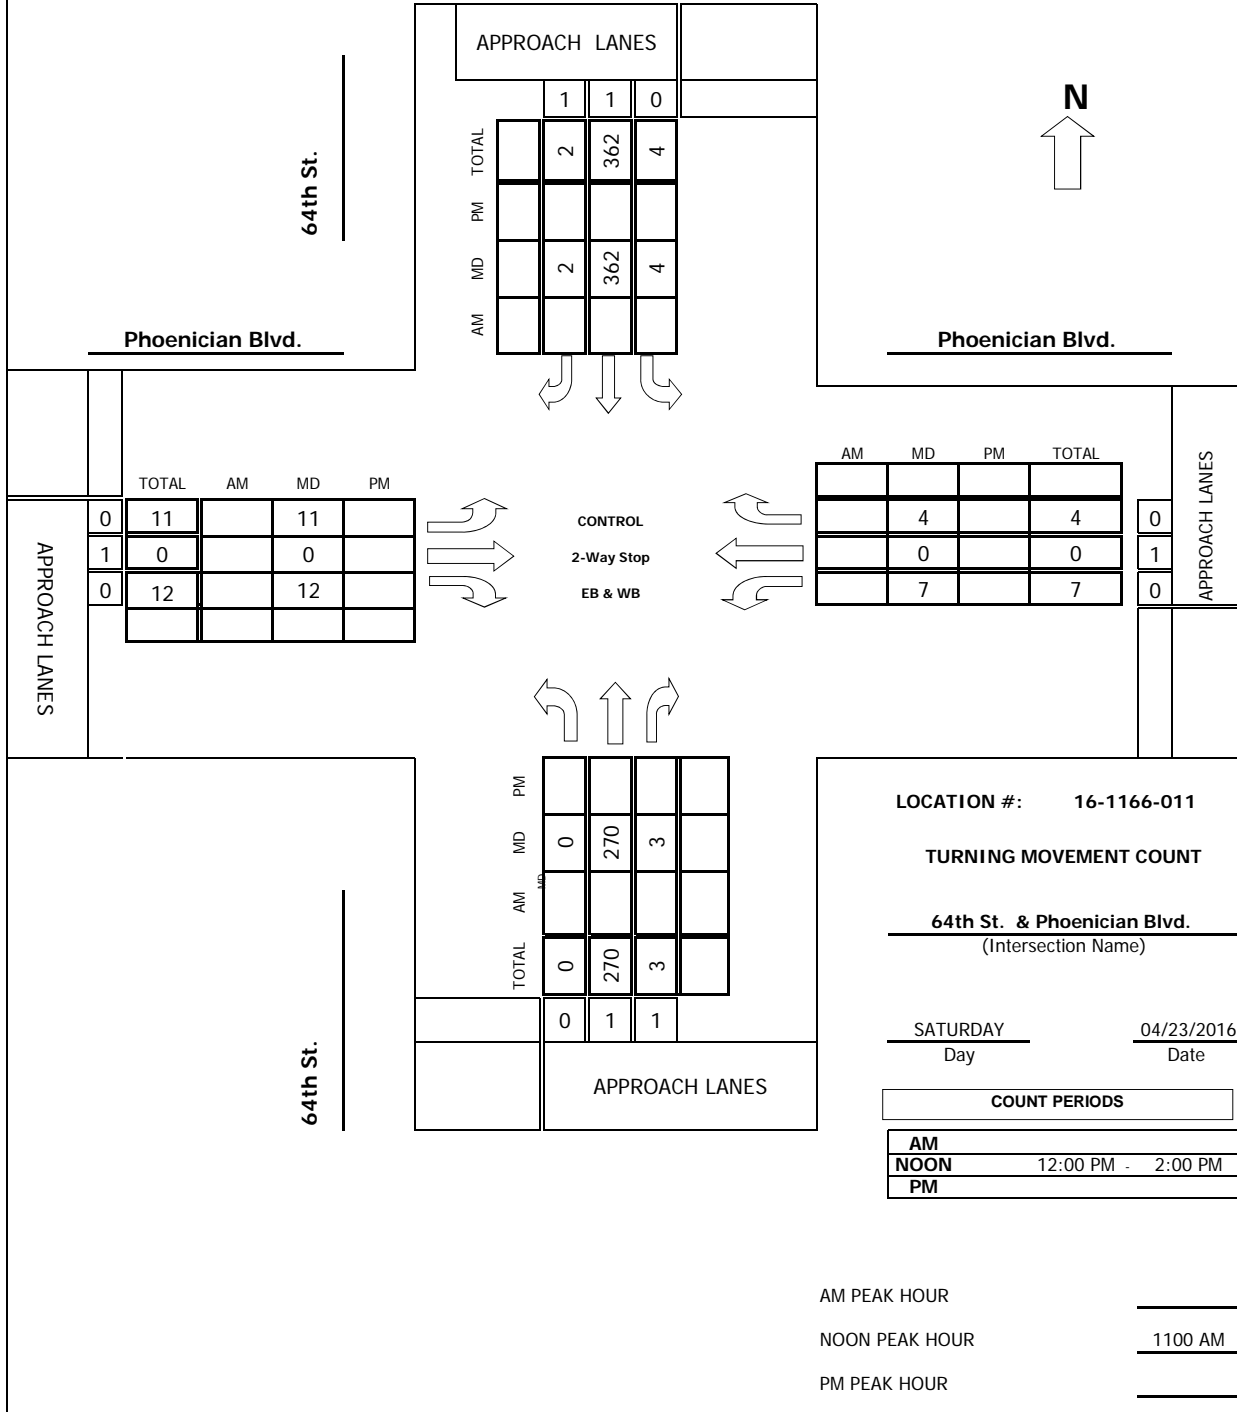 APPROACH LANES
1 1 0
N
TOTAL 2 362 4
64th St.
PM
MD 2 362 4
AM
Phoenician Blvd.
Phoenician Blvd.
AM MD PM TOTAL
TOTAL AM MD PM
0 11 11
CONTROL
4 4 0
1 0 0
2-Way Stop
0 0 1
0 12 12
EB & WB
7 7 0
APPROACH LANES
APPROACH LANES
PM
MD 0 270 3
AM MD
TOTAL 0 270 3
0 1 1
APPROACH LANES
64th St.
LOCATION #: 16-1166-011
TURNING MOVEMENT COUNT
64th St. & Phoenician Blvd.
(Intersection Name)
SATURDAY 04/23/2016
Day Date
COUNT PERIODS
AM
NOON 12:00 PM - 2:00 PM
PM
AM PEAK HOUR
NOON PEAK HOUR 1100 AM
PM PEAK HOUR